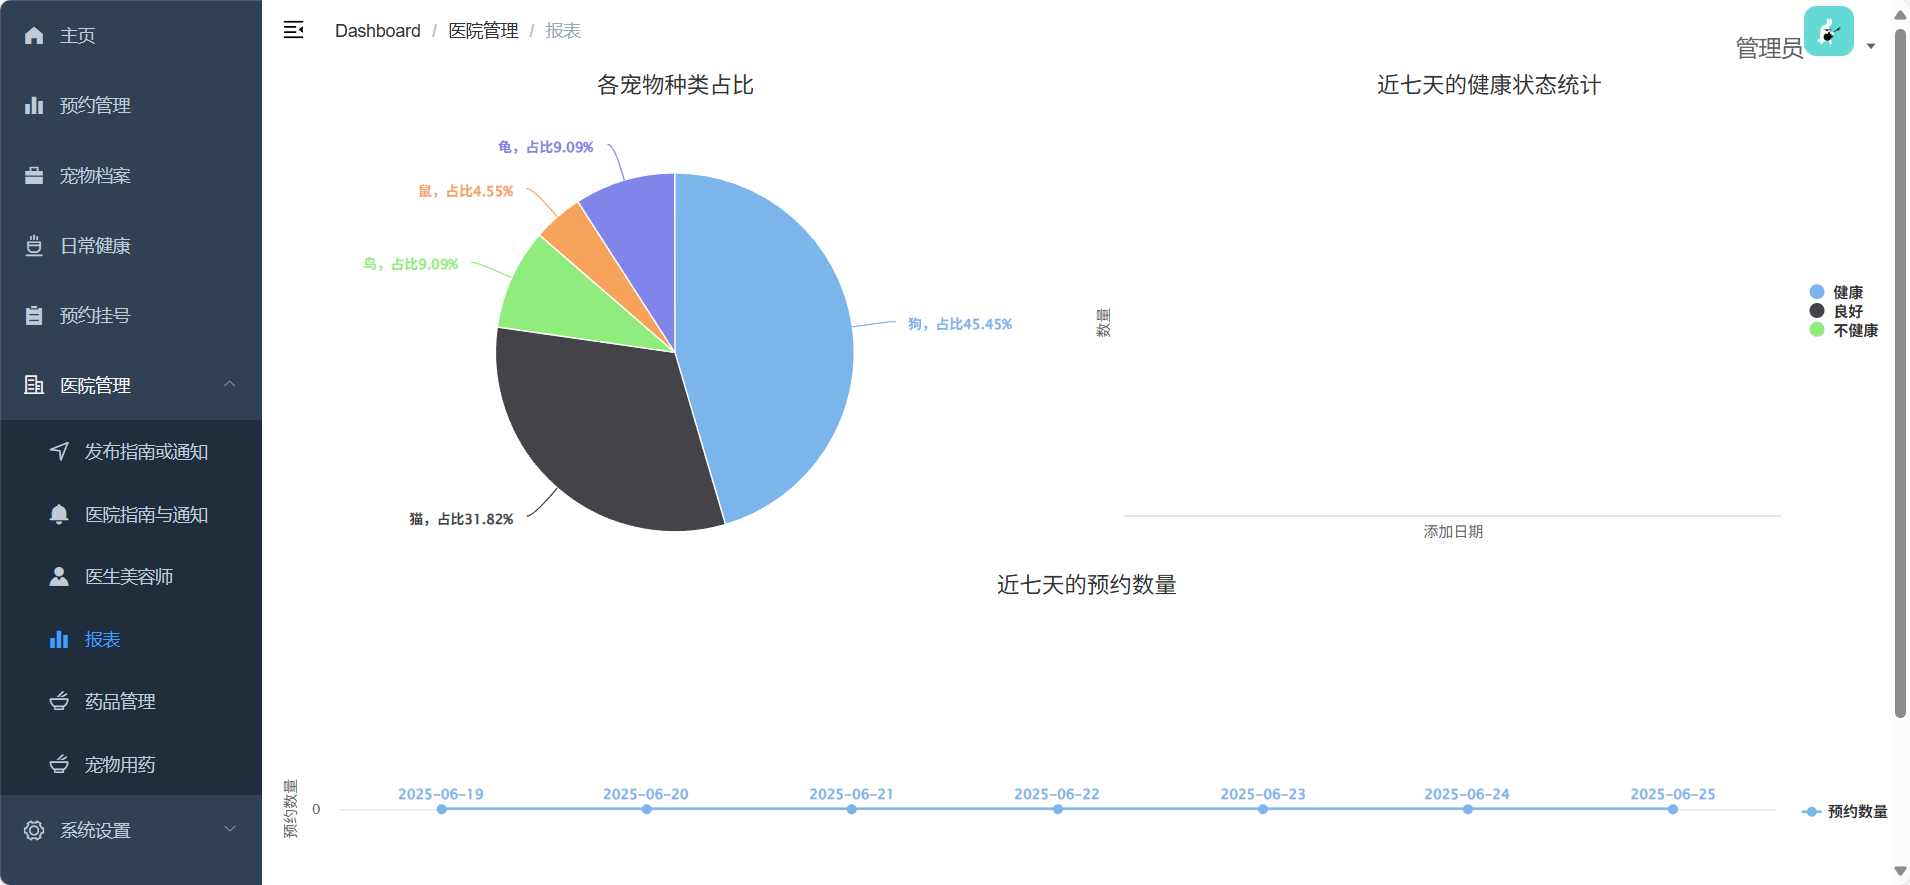 主页
预约管理
宠物档案
日常健康
预约挂号
医院管理
发布指南或通知
医院指南与通知
医生美容师
报表
药品管理
宠物用药
系统设置
Dashboard / 医院管理 / 报表
管理员
各宠物种类占比
龟，占比9.09%
鼠，占比4.55%
鸟，占比9.09%
狗，占比45.45%
猫，占比31.82%
近七天的健康状态统计
数量
健康
良好
不健康
添加日期
近七天的预约数量
预约数量
0
2025-06-19
2025-06-20
2025-06-21
2025-06-22
2025-06-23
2025-06-24
2025-06-25
预约数量